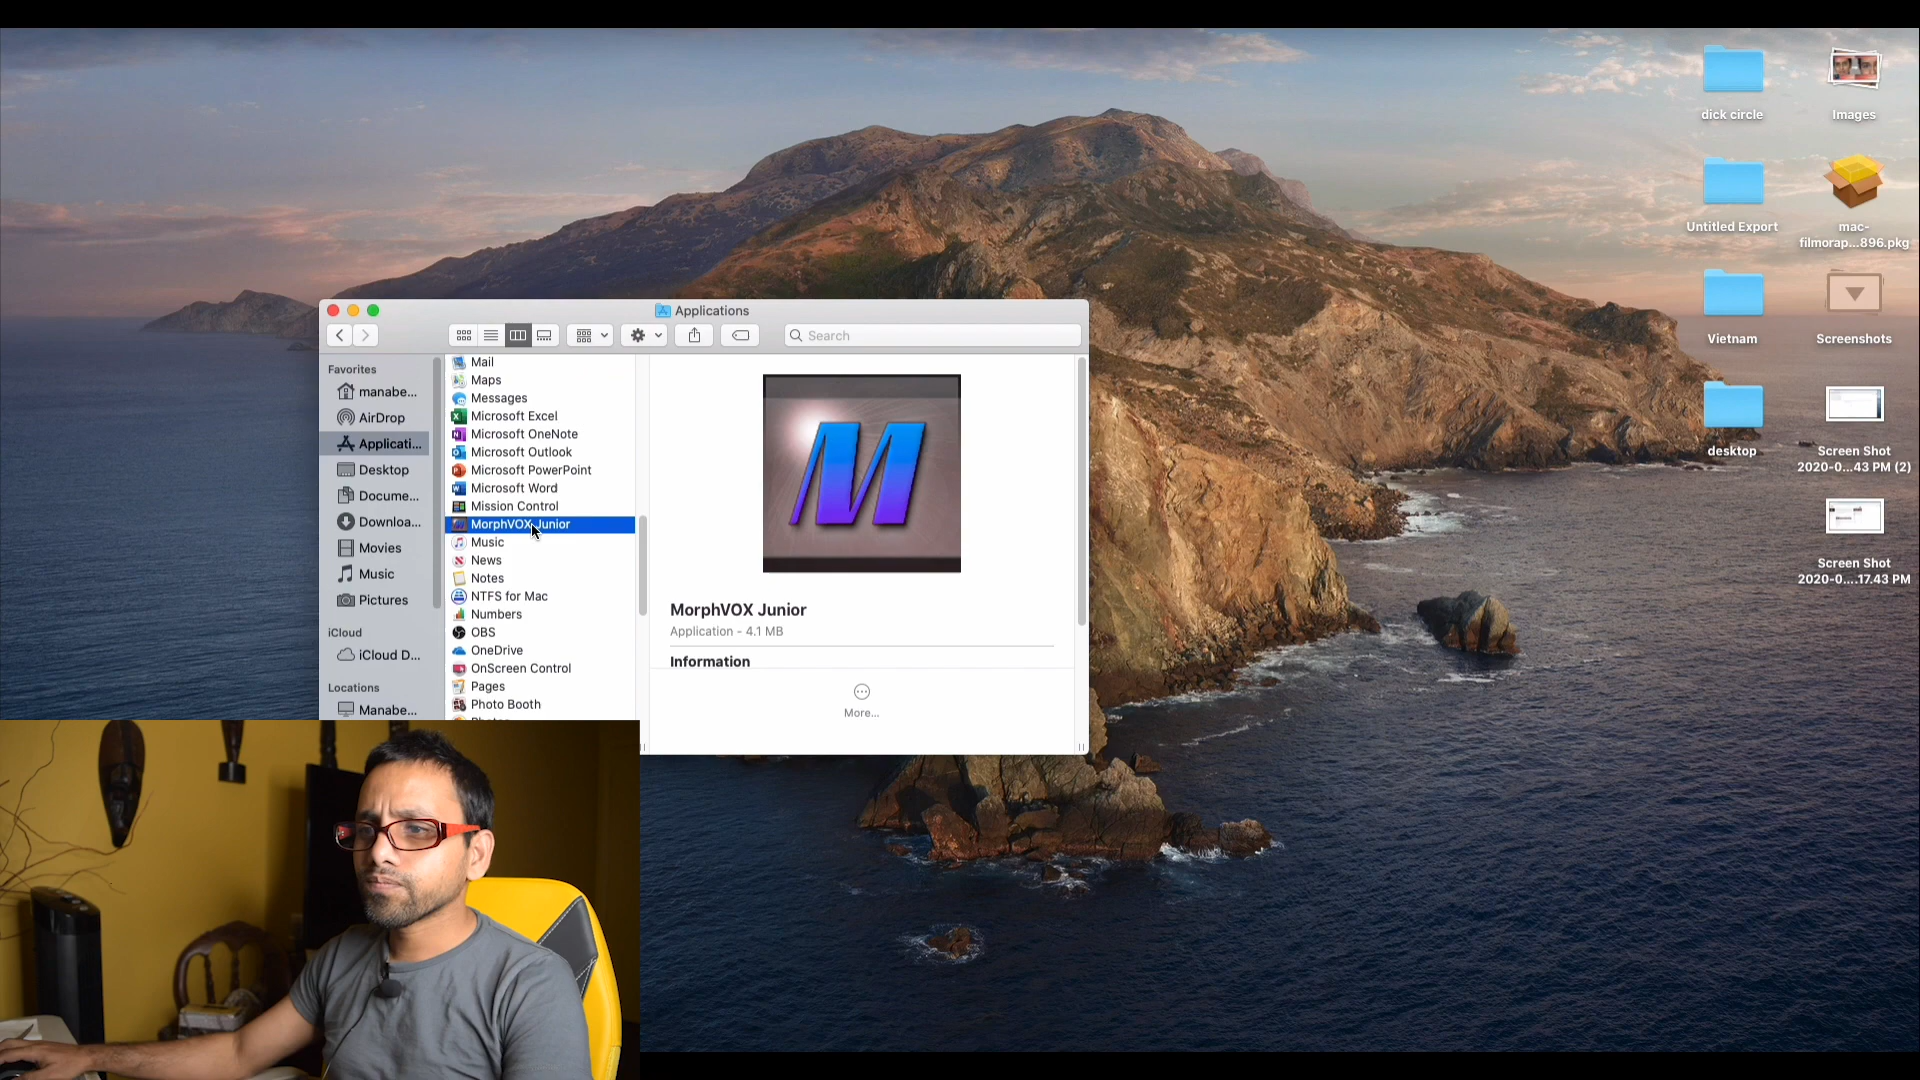 Applications
Search
Favorites
manabe...
AirDrop
Applicati...
Desktop
Docume...
Downloa...
Movies
Music
Pictures
iCloud
iCloud D...
Locations
Manabe...
Mail
Maps
Messages
Microsoft Excel
Microsoft OneNote
Microsoft Outlook
Microsoft PowerPoint
Microsoft Word
Mission Control
MorphVOX Junior
Music
News
Notes
NTFS for Mac
Numbers
OBS
OneDrive
OnScreen Control
Pages
Photo Booth
M
MorphVOX Junior
Application - 4.1 MB
Information
More...
dick circle
Images
Untitled Export
mac-
filmorap...896.pkg
Vietnam
Screenshots
desktop
Screen Shot
2020-0...43 PM (2)
Screen Shot
2020-0....17.43 PM